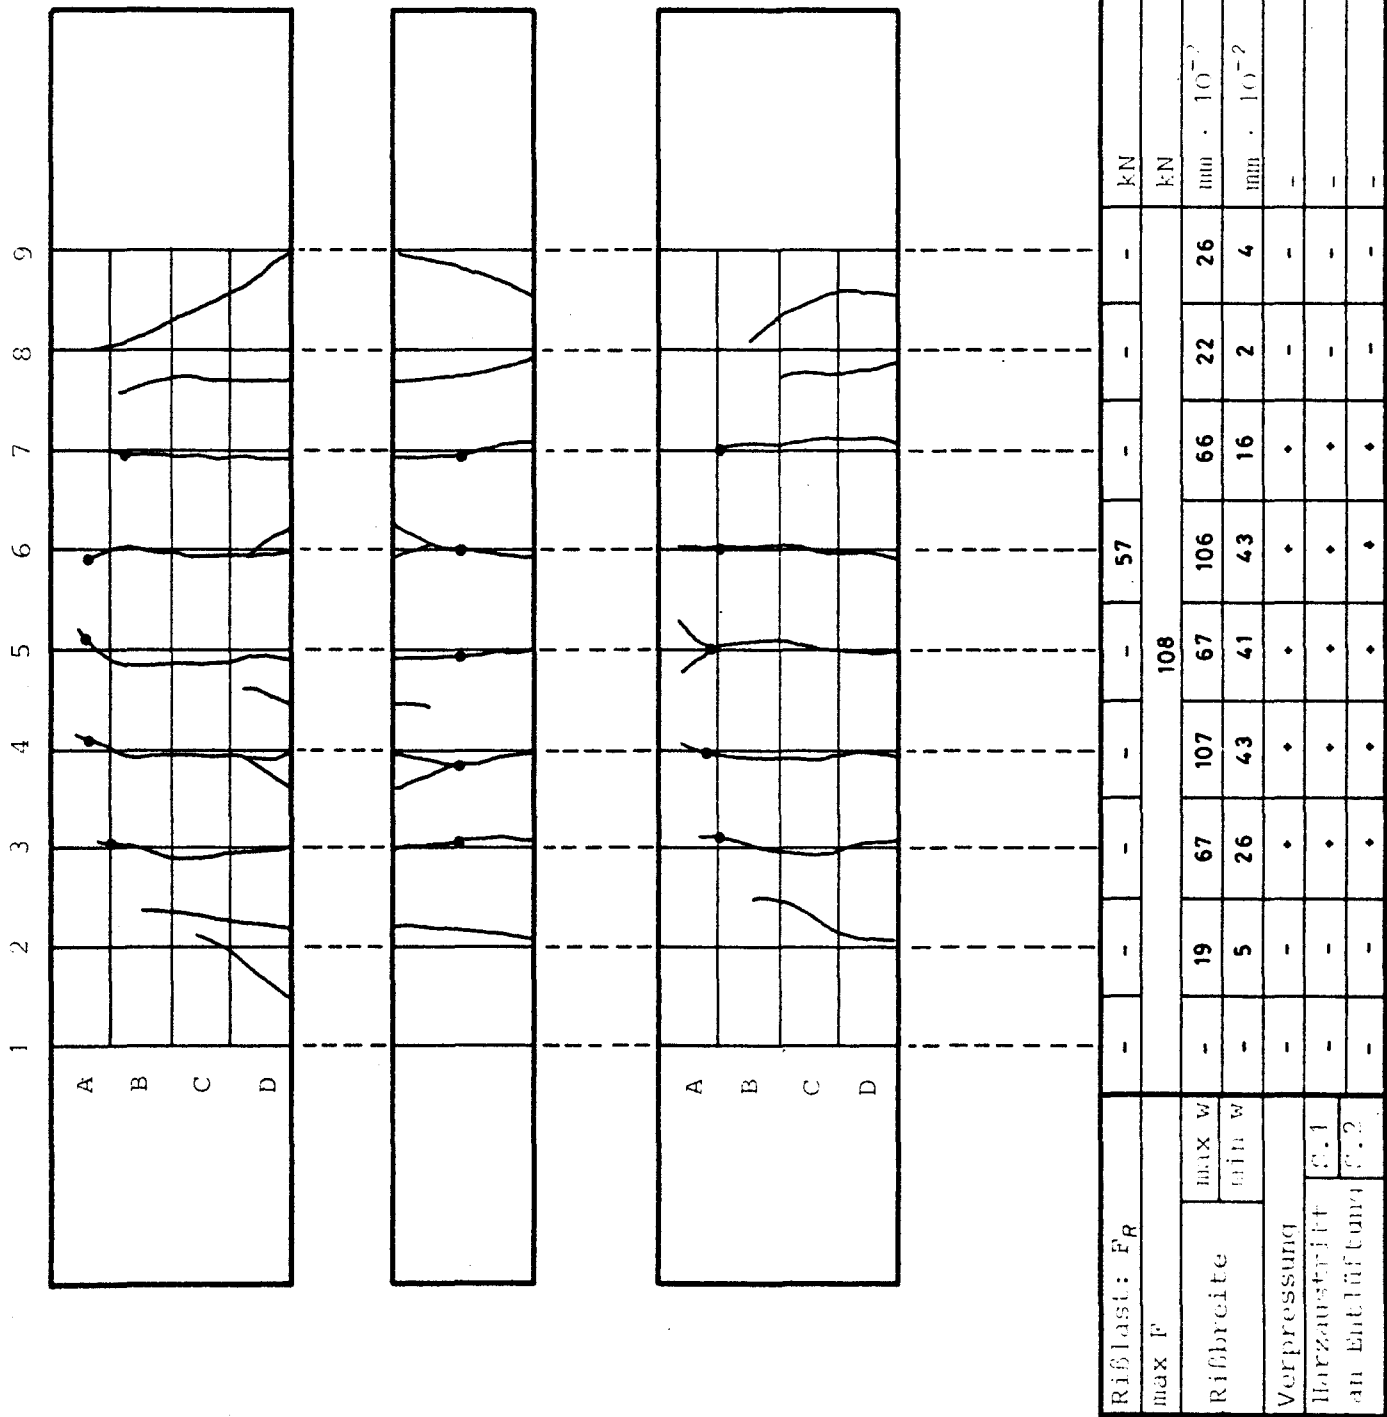 1 2 3 4 5 6 7 8 9
A
B
C
D
A
B
C
D
Rißlast: F_R - - - - - 57 - - - kN
max F 108 kN
Rißbreite max w - 19 67 107 67 106 66 22 26 mm · 10⁻²
min w - 5 26 43 41 43 16 2 4 mm · 10⁻²
Verpressung - - + + + + + - - -
Harzaustritt S.1 - - + + + + + - - -
an Entlüftung S.2 - - + + + + + - - -